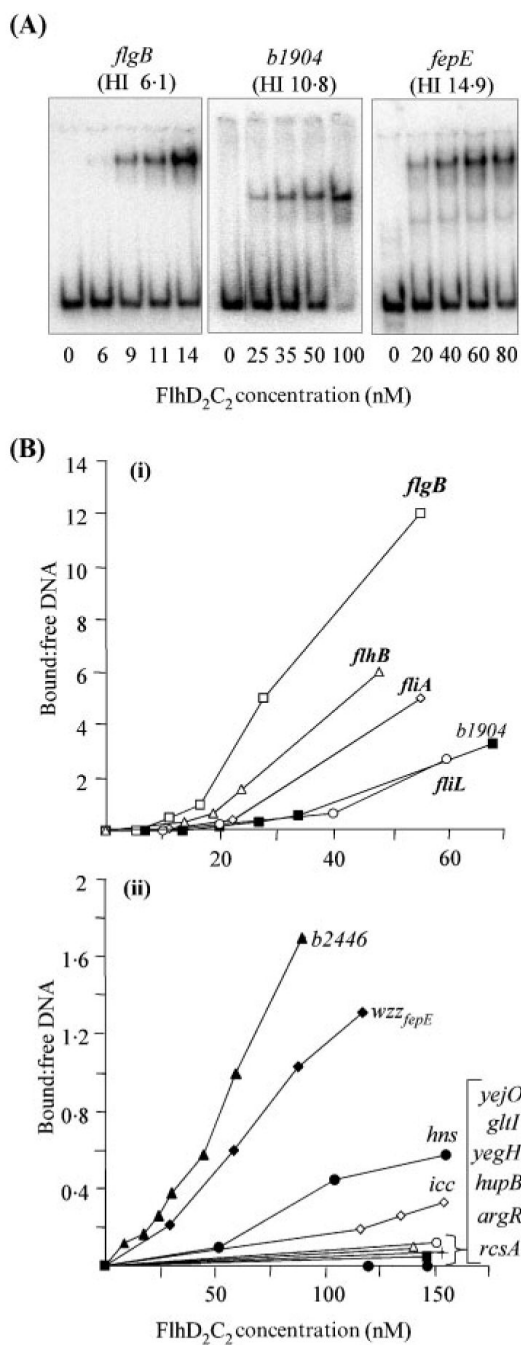 (A)
flgB b1904 fepE
(HI 6·1) (HI 10·8) (HI 14·9)
0 6 9 11 14 0 25 35 50 100 0 20 40 60 80
FlhD2C2 concentration (nM)
(B)
(i)
14
12
10
8
6
4
2
Bound:free DNA
flgB
flhB
fliA
b1904
fliL
20 40 60
(ii)
2
1·6
1·2
0·8
0·4
Bound:free DNA
b2446
wzzfepE
hns
icc
yejO
gltI
yegH
hupB
argR
rcsA
50 100 150
FlhD2C2 concentration (nM)